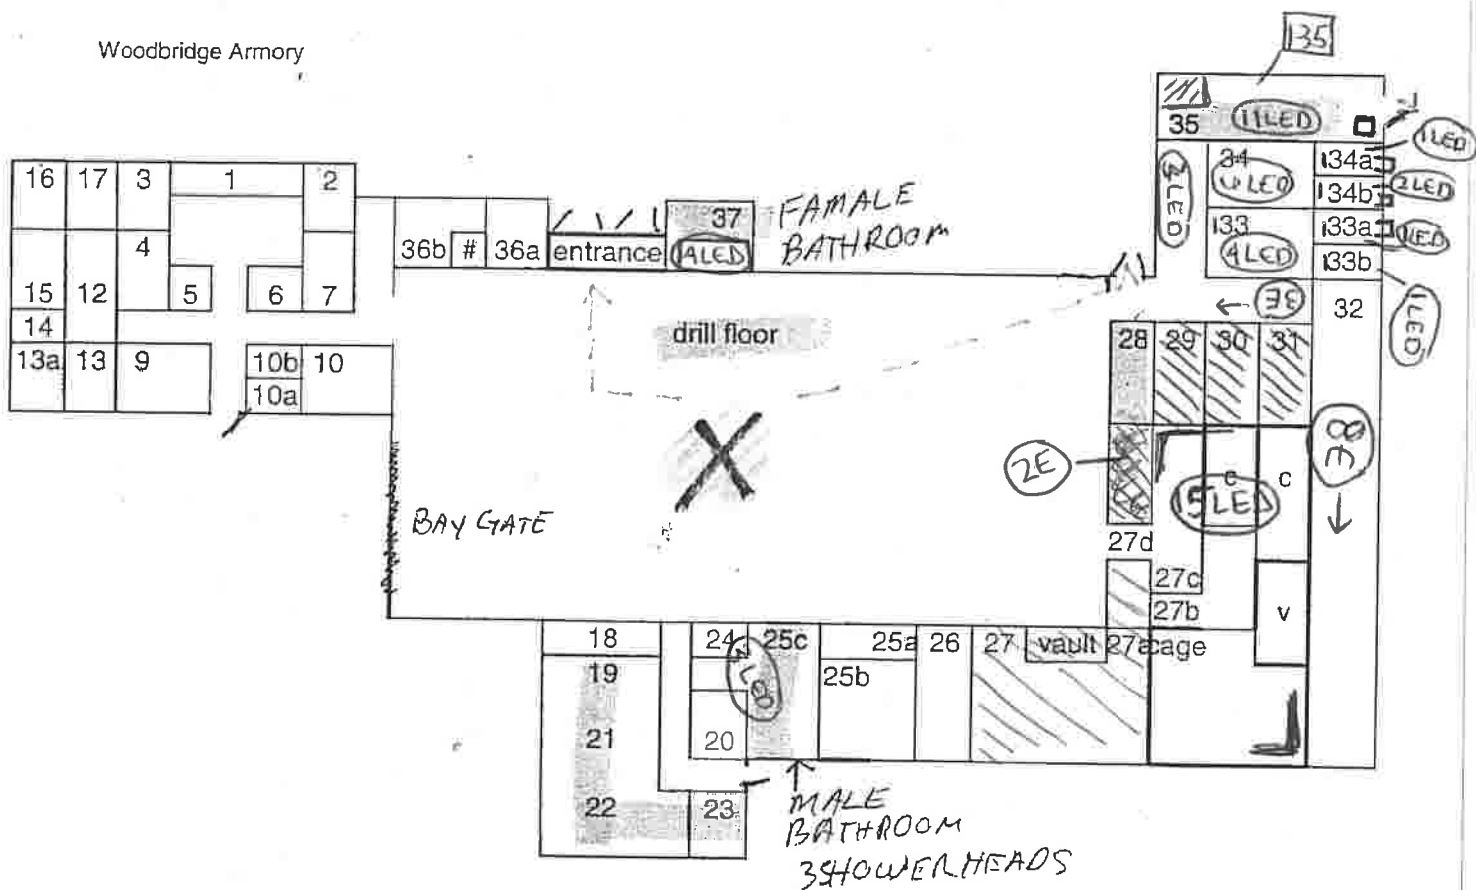 135
Woodbridge Armory
35 11LED
1LED
16 17 3 1 2
34 134a
6LED 134b 2LED
37 FAMALE
BATHROOM
133 133a 1LED
36b # 36a entrance 4LED
4LED 133b
4
15 12 5 6 7
3E 32
1LED
14
drill floor
28 29 30 31
13a 13 9 10b 10
10a
8E
2E
c c
15LED
BAY GATE
27d
27c
27b v
18 24 25c 25a 26 27 vault 27a cage
19 25b
LED
21 20
22 23
MALE
BATHROOM
3SHOWERHEADS